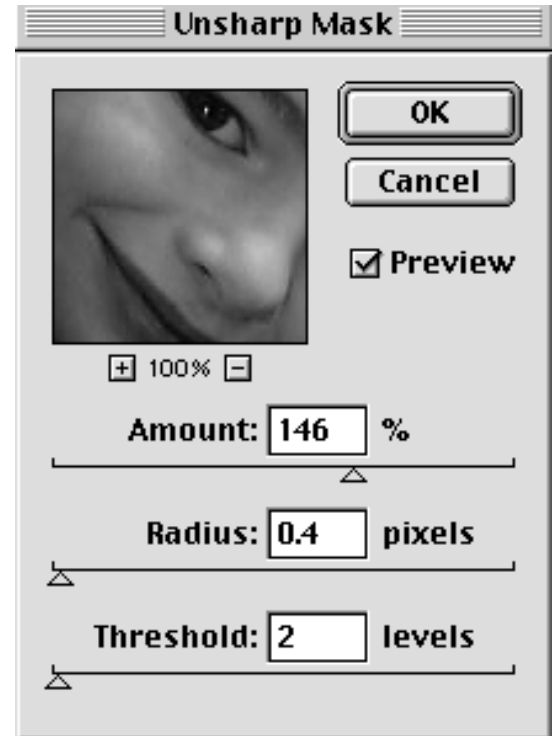 Unsharp Mask
OK
Cancel
Preview
+ 100% −
Amount: 146 %
Radius: 0.4 pixels
Threshold: 2 levels